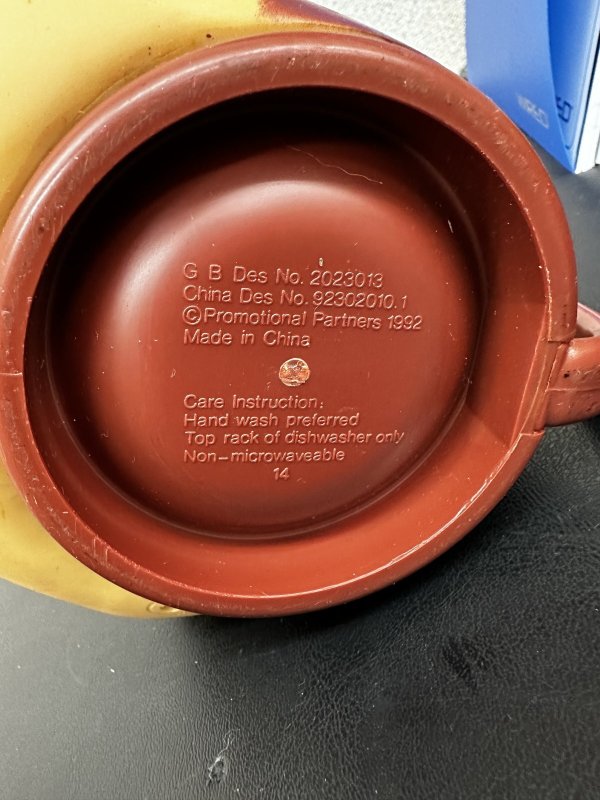 G B Des No. 2023013
China Des No. 92302010.1
©Promotional Partners 1992
Made in China
Care Instruction:
Hand wash preferred
Top rack of dishwasher only
Non-microwaveable
14